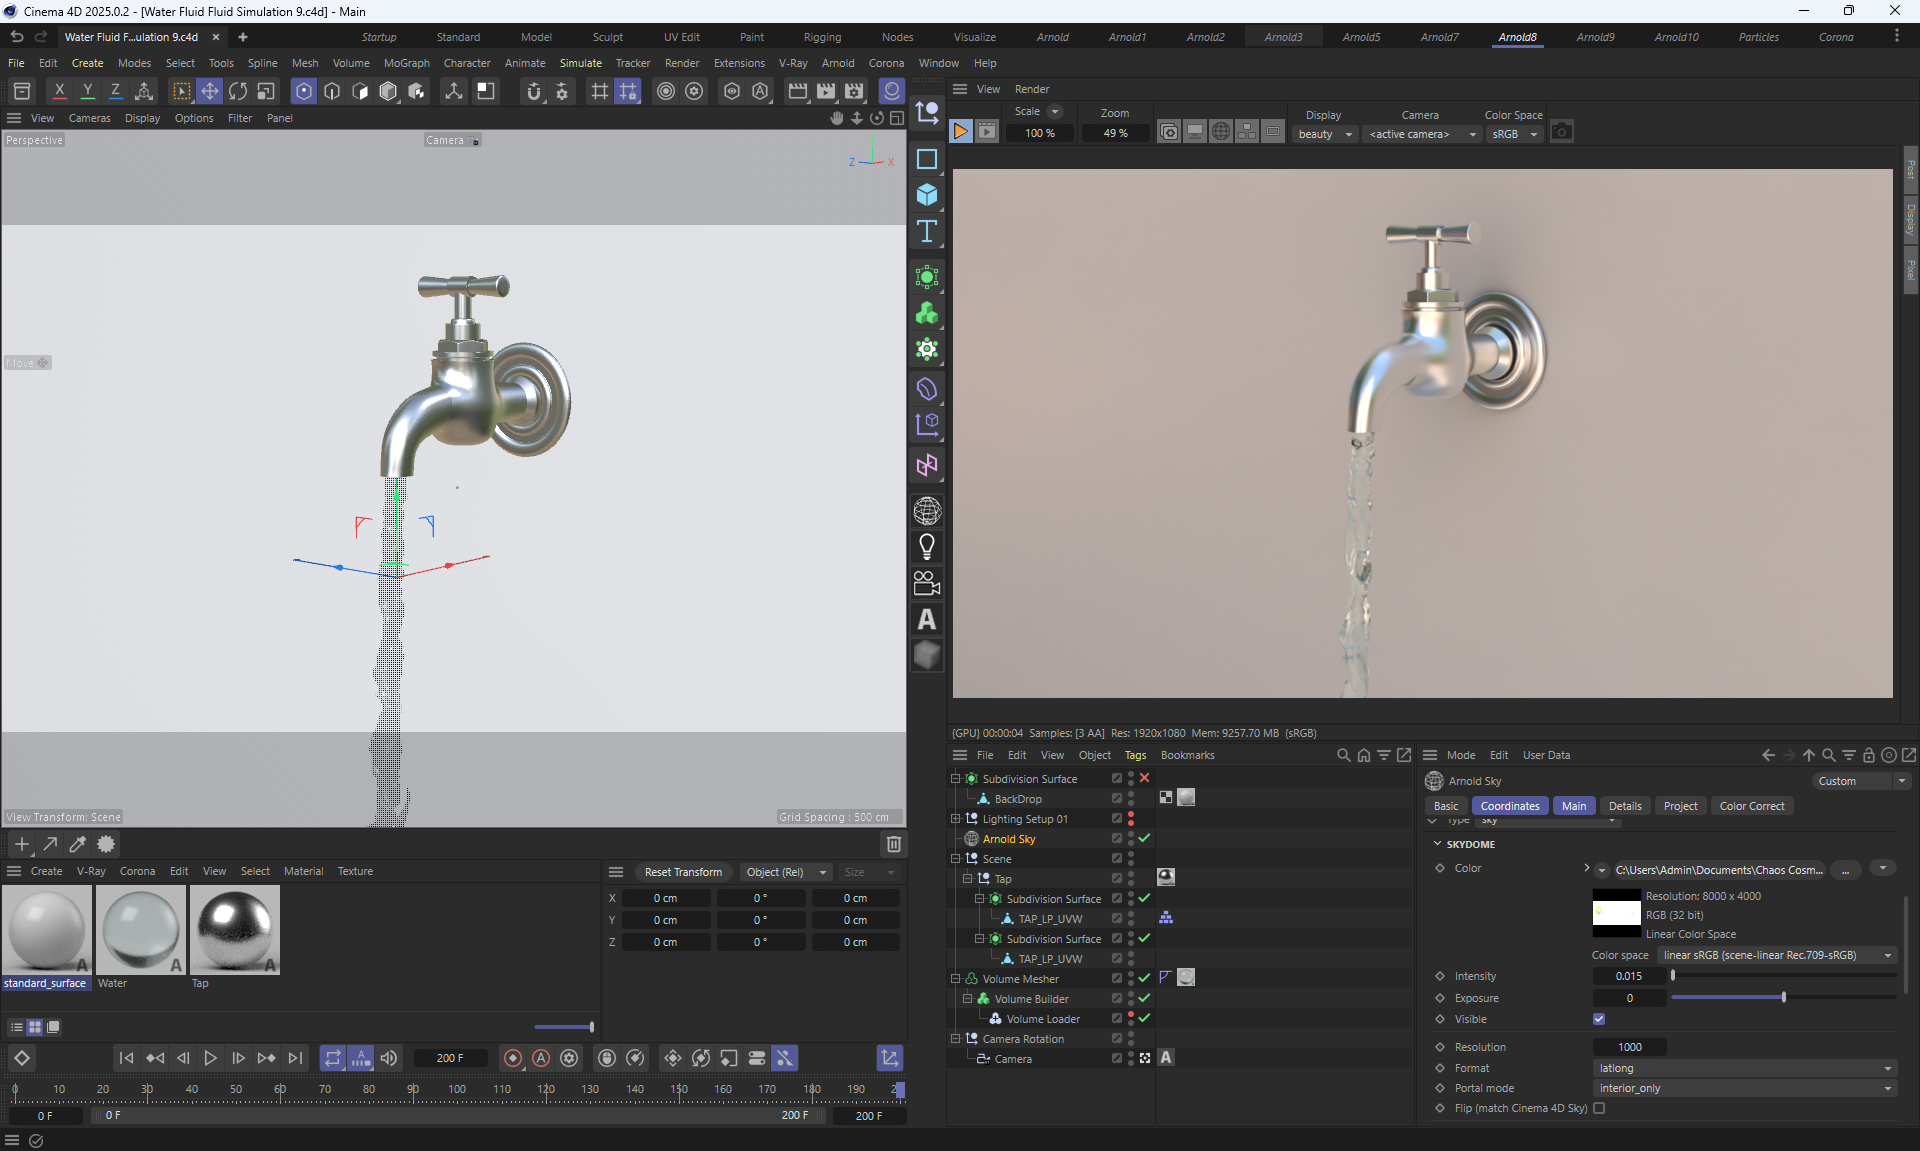 Cinema 4D 2025.0.2 - [Water Fluid Fluid Simulation 9.c4d] - Main
Water Fluid F...ulation 9.c4d
Startup Standard Model Sculpt UV Edit Paint Rigging Nodes Visualize Arnold Arnold1 Arnold2 Arnold3 Arnold5 Arnold7 Arnold8 Arnold9 Arnold10 Particles Corona
File Edit Create Modes Select Tools Spline Mesh Volume MoGraph Character Animate Simulate Tracker Render Extensions V-Ray Arnold Corona Window Help
X Y Z
View Cameras Display Options Filter Panel
Perspective
Camera
Z X
Move
View Transform: Scene
Grid Spacing : 500 cm
View Render
Scale Zoom Display Camera Color Space
100 % 49 % beauty <active camera> sRGB
Post
Display
Pixel
{GPU} 00:00:04 Samples: [3 AA] Res: 1920x1080 Mem: 9257.70 MB (sRGB)
File Edit View Object Tags Bookmarks
Subdivision Surface
BackDrop
Lighting Setup 01
Arnold Sky
Scene
Tap
Subdivision Surface
TAP_LP_UVW
Subdivision Surface
TAP_LP_UVW
Volume Mesher
Volume Builder
Volume Loader
Camera Rotation
Camera
A
Mode Edit User Data
Arnold Sky
Custom
Basic Coordinates Main Details Project Color Correct
Type sky
SKYDOME
Color C:\Users\Admin\Documents\Chaos Cosm... ...
Resolution: 8000 x 4000
RGB (32 bit)
Linear Color Space
Color space linear sRGB (scene-linear Rec.709-sRGB)
Intensity 0.015
Exposure 0
Visible
Resolution 1000
Format latlong
Portal mode interior_only
Flip (match Cinema 4D Sky)
Create V-Ray Corona Edit View Select Material Texture
A A A
standard_surface Water Tap
Reset Transform Object (Rel) Size
X 0 cm 0 ° 0 cm
Y 0 cm 0 ° 0 cm
Z 0 cm 0 ° 0 cm
200 F
0 10 20 30 40 50 60 70 80 90 100 110 120 130 140 150 160 170 180 190
0 F 0 F 200 F 200 F